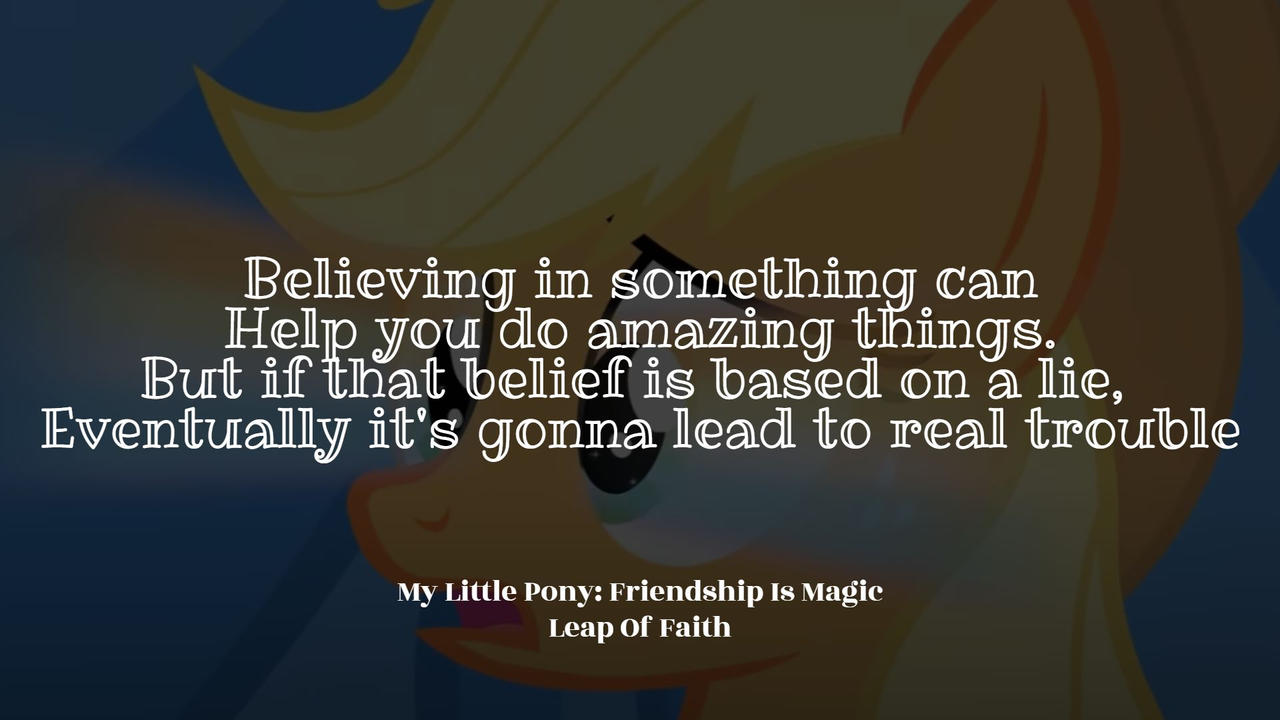 Believing in something can
Help you do amazing things.
But if that belief is based on a lie,
Eventually it's gonna lead to real trouble
My Little Pony: Friendship Is Magic
Leap Of Faith